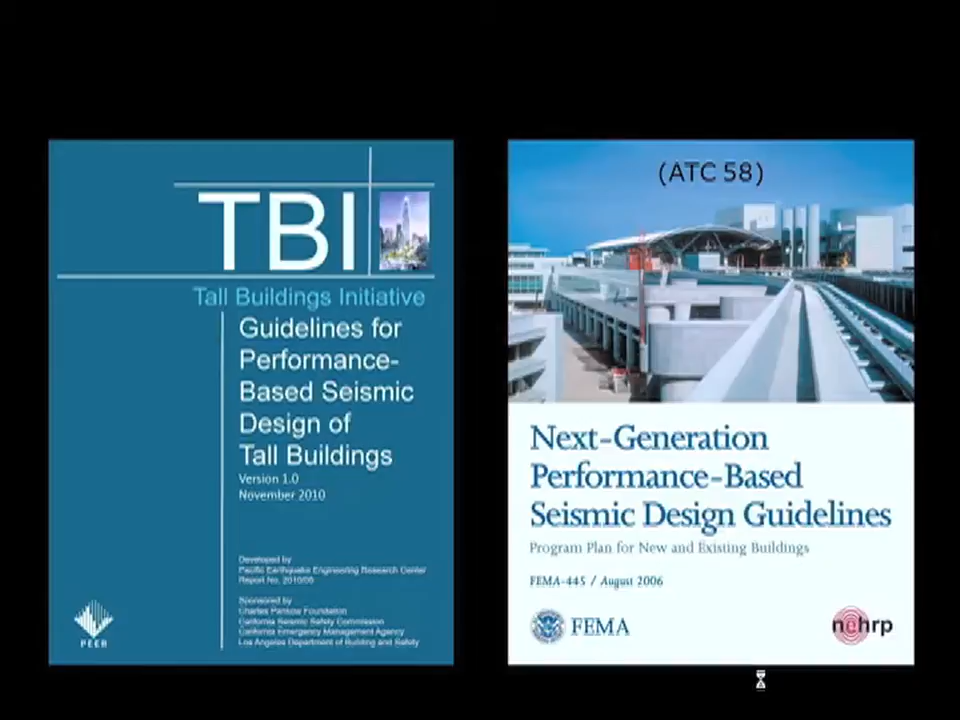 TBI
Tall Buildings Initiative
Guidelines for
Performance-
Based Seismic
Design of
Tall Buildings
Version 1.0
November 2010
Developed by
Pacific Earthquake Engineering Research Center
Report No. 2010/05
Sponsored by
Charles Pankow Foundation
California Seismic Safety Commission
California Emergency Management Agency
Los Angeles Department of Building and Safety
PEER
(ATC 58)
Next-Generation
Performance-Based
Seismic Design Guidelines
Program Plan for New and Existing Buildings
FEMA-445 / August 2006
FEMA
nehrp